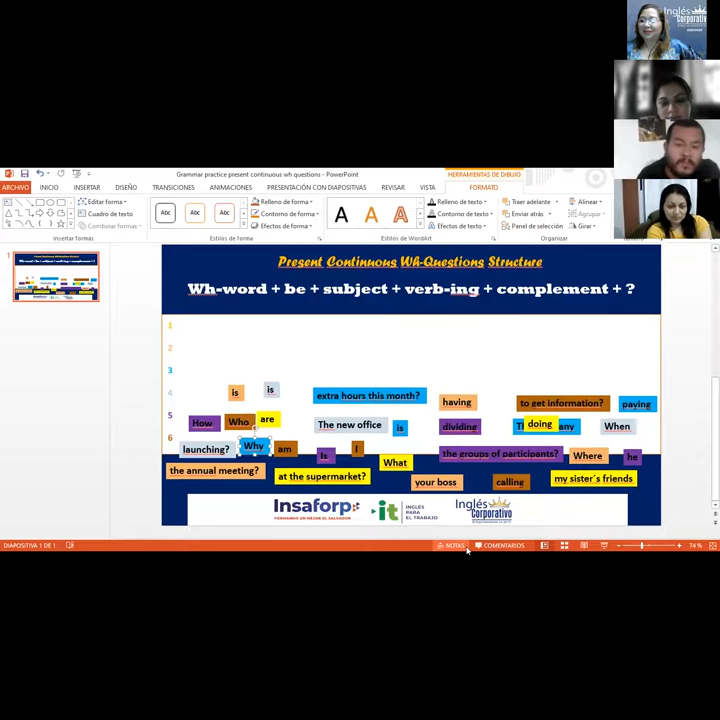 Inglés
Corporativo
Grammar practice present continuous wh questions - PowerPoint
HERRAMIENTAS DE DIBUJO
ARCHIVO INICIO INSERTAR DISEÑO TRANSICIONES ANIMACIONES PRESENTACIÓN CON DIAPOSITIVAS REVISAR VISTA FORMATO
Editar forma
Cuadro de texto
Combinar formas
Insertar formas
Abc Abc Abc
Relleno de forma
Contorno de forma
Efectos de forma
Estilos de forma
A A A
Relleno de texto
Contorno de texto
Efectos de texto
Estilos de WordArt
Traer adelante
Enviar atrás
Panel de selección
Organizar
Alinear
Agrupar
Girar
1
Present Continuous Wh-Questions Structure
Wh-word + be + subject + verb-ing + complement + ?
1
2
3
4
5
6
is is extra hours this month? having to get information? paying
How Who are The new office is dividing doing any When
launching? Why am Is I What the groups of participants? Where he
the annual meeting? at the supermarket? your boss calling my sister´s friends
Insaforp
FORMANDO UN MEJOR EL SALVADOR
it
INGLÉS
PARA
EL TRABAJO
Inglés
Corporativo
DIAPOSITIVA 1 DE 1 NOTAS COMENTARIOS 74 %